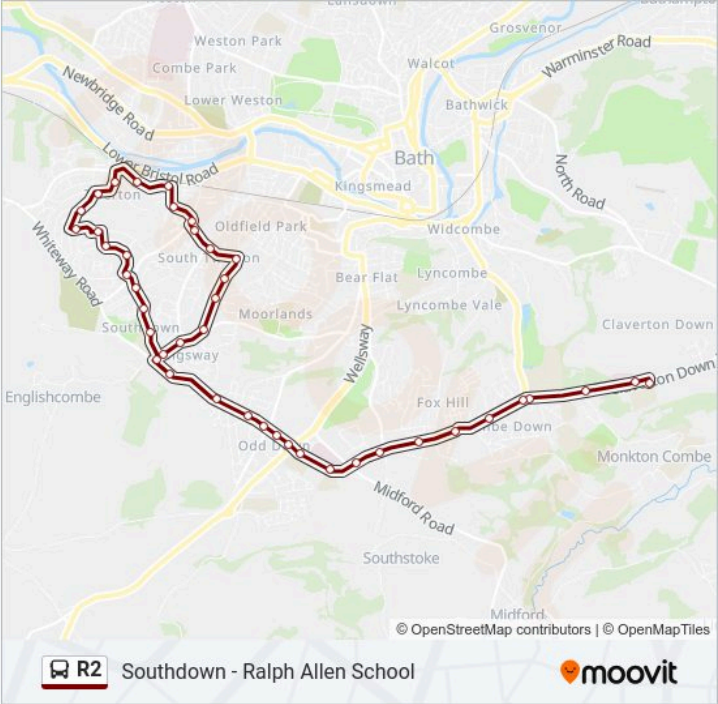 Lansdown
Grosvenor
Weston Park
Walcot
Warminster Road
Combe Park
Newbridge Road
Lower Weston
Bathwick
Lower Bristol Road
Bath
North Road
Kingsmead
Whiteway Road
Oldfield Park
Widcombe
South
Bear Flat
Lyncombe
Moorlands
Lyncombe Vale
Claverton Down
Wellsway
Englishcombe
Fox Hill
Odd
Monkton Combe
Midford Road
Southstoke
Midford
© OpenStreetMap contributors | © OpenMapTiles
R2 Southdown - Ralph Allen School
moovit